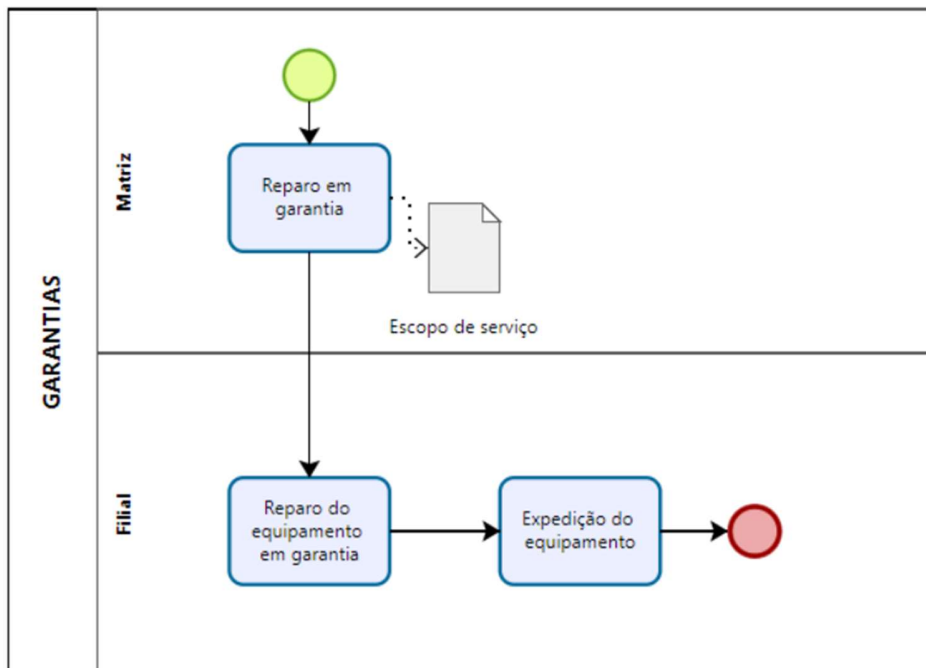 GARANTIAS
Matriz
Reparo em
garantia
Escopo de serviço
Filial
Reparo do
equipamento
em garantia
Expedição do
equipamento